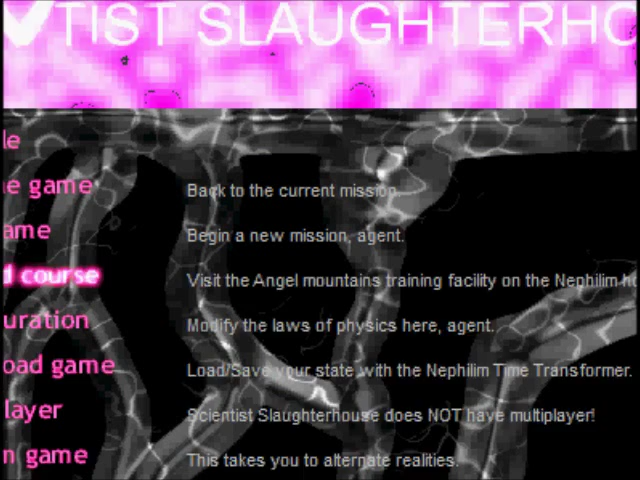 TIST SLAUGHTERHO
le
e game
Back to the current mission.
ame
Begin a new mission, agent.
d course
Visit the Angel mountains training facility on the Nephilim ho
uration
Modify the laws of physics here, agent.
oad game
Load/Save your state with the Nephilim Time Transformer.
layer
Scientist Slaughterhouse does NOT have multiplayer!
n game
This takes you to alternate realities.